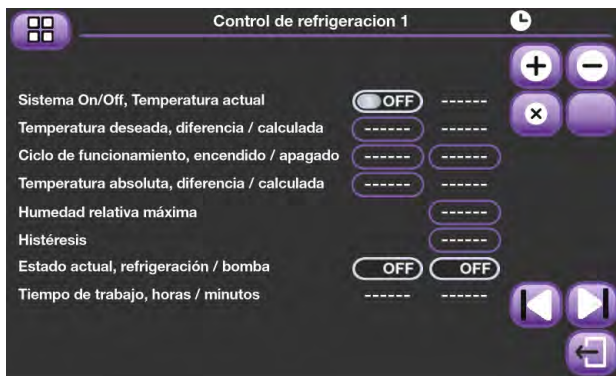 Control de refrigeracion 1
Sistema On/Off, Temperatura actual OFF ------
Temperatura deseada, diferencia / calculada ------ ------
Ciclo de funcionamiento, encendido / apagado ------ ------
Temperatura absoluta, diferencia / calculada ------ ------
Humedad relativa máxima ------
Histéresis ------
Estado actual, refrigeración / bomba OFF OFF
Tiempo de trabajo, horas / minutos ------ ------